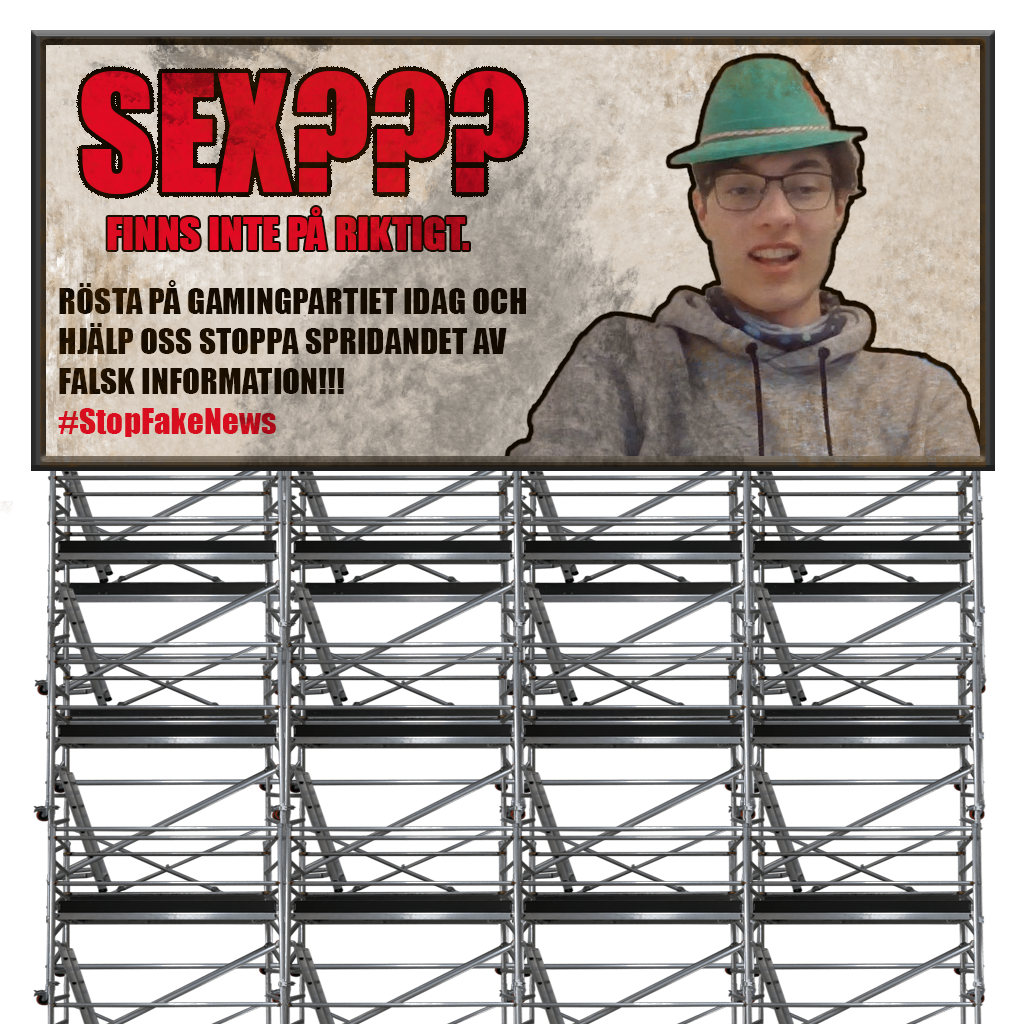 SEX???
FINNS INTE PÅ RIKTIGT.
RÖSTA PÅ GAMINGPARTIET IDAG OCH
HJÄLP OSS STOPPA SPRIDANDET AV
FALSK INFORMATION!!!
#StopFakeNews